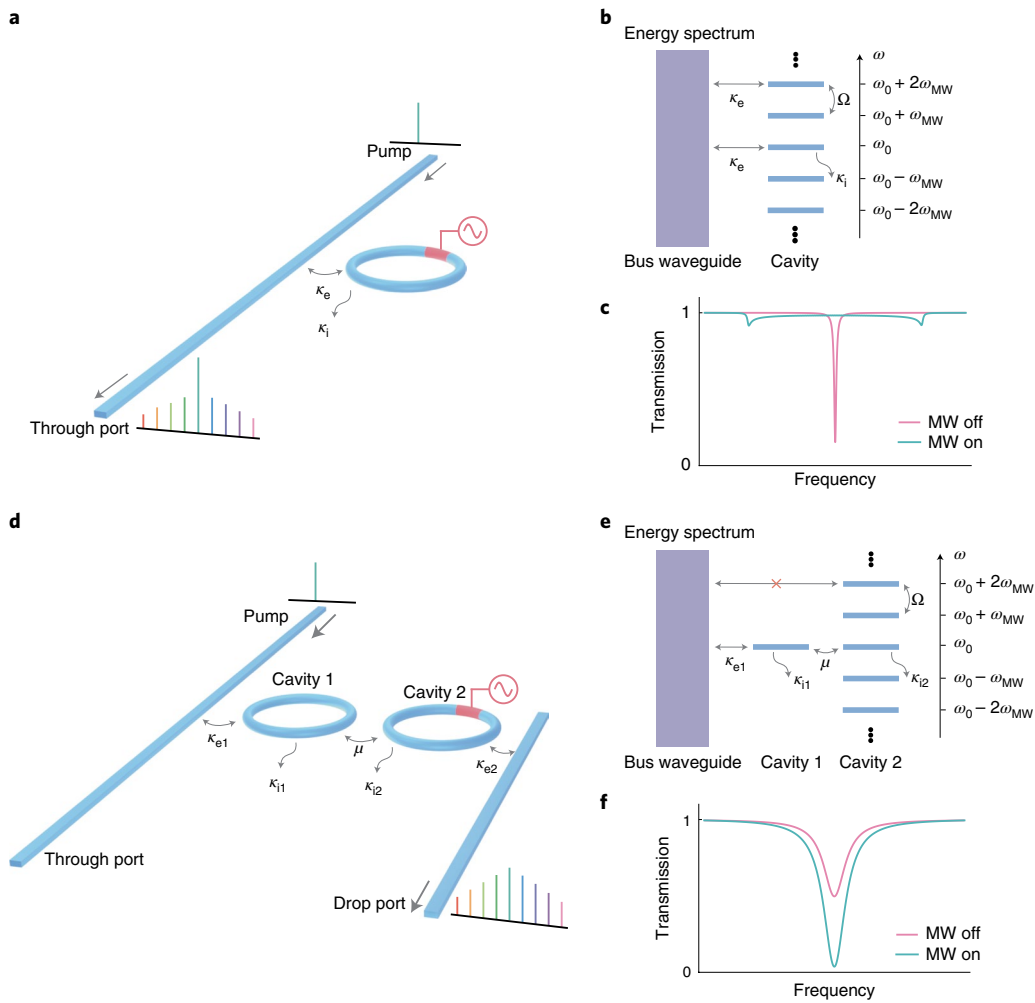 a
Pump
κe
κi
Through port
b
Energy spectrum
ω
ω0 + 2ωMW
Ω
κe
ω0 + ωMW
κe
ω0
κi
ω0 − ωMW
ω0 − 2ωMW
Bus waveguide
Cavity
c
1
Transmission
MW off
MW on
0
Frequency
d
Pump
Cavity 1
Cavity 2
κe1
μ
κi1
κi2
κe2
Through port
Drop port
e
Energy spectrum
ω
ω0 + 2ωMW
Ω
ω0 + ωMW
κe1
μ
ω0
κi1
κi2
ω0 − ωMW
ω0 − 2ωMW
Bus waveguide
Cavity 1
Cavity 2
f
1
Transmission
MW off
MW on
0
Frequency